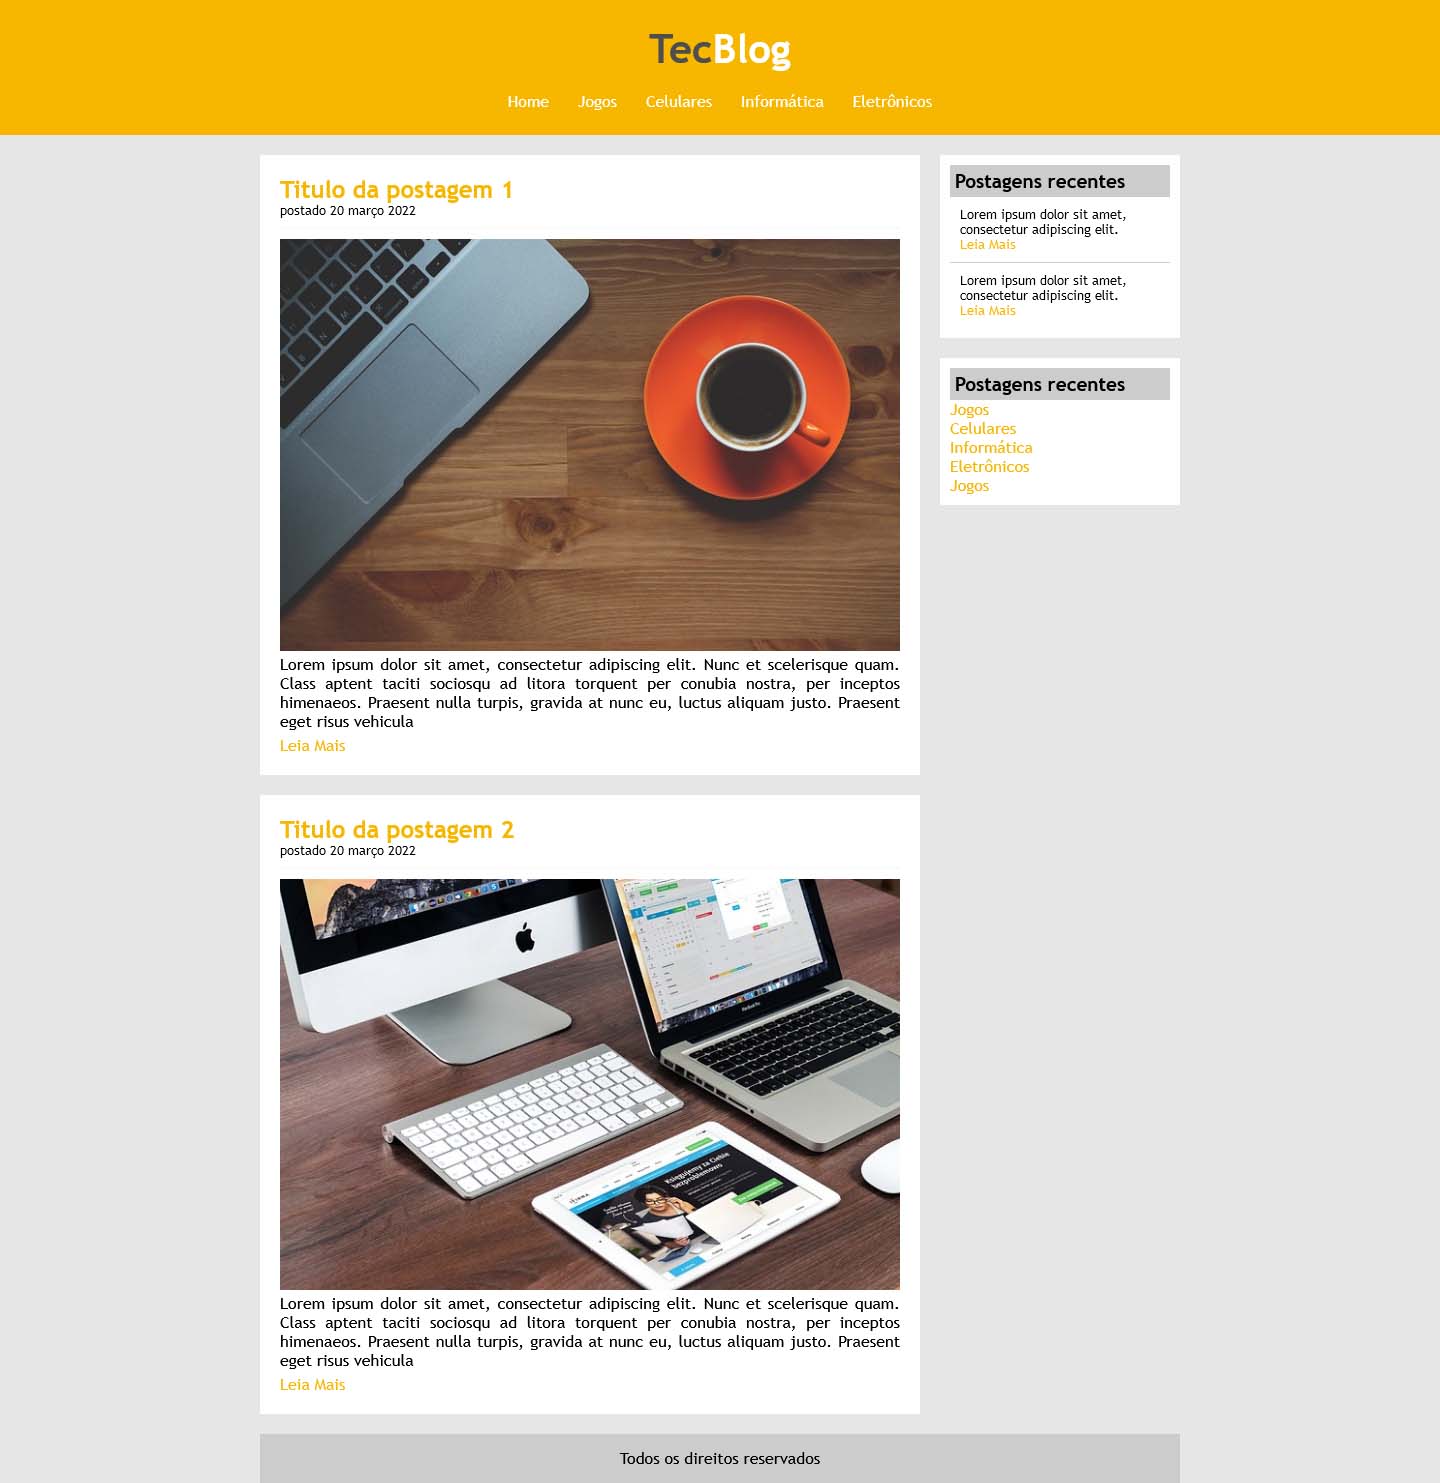 TecBlog
Home Jogos Celulares Informática Eletrônicos
Titulo da postagem 1
postado 20 março 2022
Lorem ipsum dolor sit amet, consectetur adipiscing elit. Nunc et scelerisque quam.
Class aptent taciti sociosqu ad litora torquent per conubia nostra, per inceptos
himenaeos. Praesent nulla turpis, gravida at nunc eu, luctus aliquam justo. Praesent
eget risus vehicula
Leia Mais
Titulo da postagem 2
postado 20 março 2022
Księgujemy za Ciebie
bezproblemowo
Lorem ipsum dolor sit amet, consectetur adipiscing elit. Nunc et scelerisque quam.
Class aptent taciti sociosqu ad litora torquent per conubia nostra, per inceptos
himenaeos. Praesent nulla turpis, gravida at nunc eu, luctus aliquam justo. Praesent
eget risus vehicula
Leia Mais
Postagens recentes
Lorem ipsum dolor sit amet,
consectetur adipiscing elit.
Leia Mais
Lorem ipsum dolor sit amet,
consectetur adipiscing elit.
Leia Mais
Postagens recentes
Jogos
Celulares
Informática
Eletrônicos
Jogos
Todos os direitos reservados